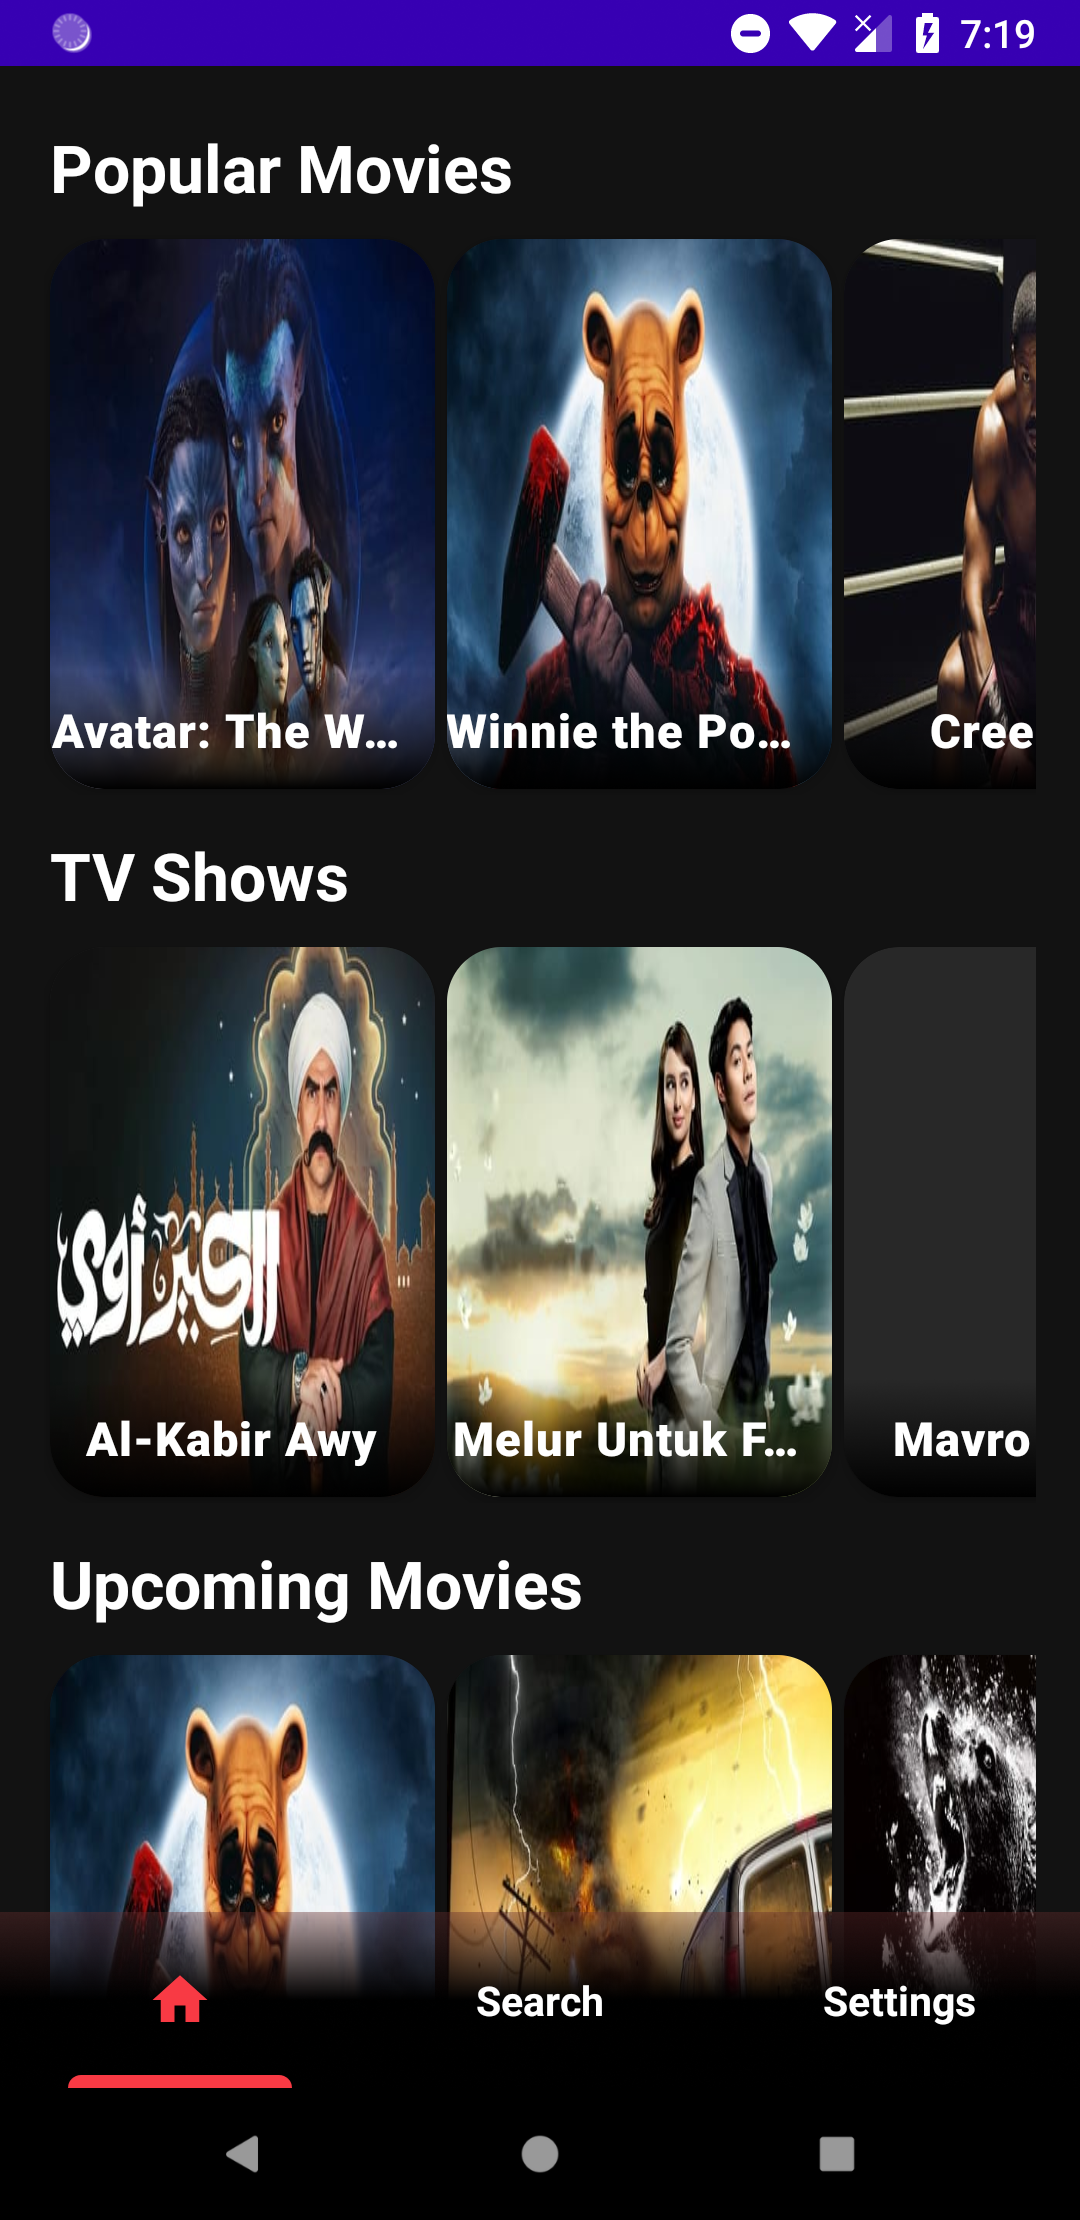 7:19
Popular Movies
Avatar: The W...
Winnie the Po...
Cree
TV Shows
الكبير أوي
Al-Kabir Awy
Melur Untuk F...
Mavro
Upcoming Movies
Search
Settings